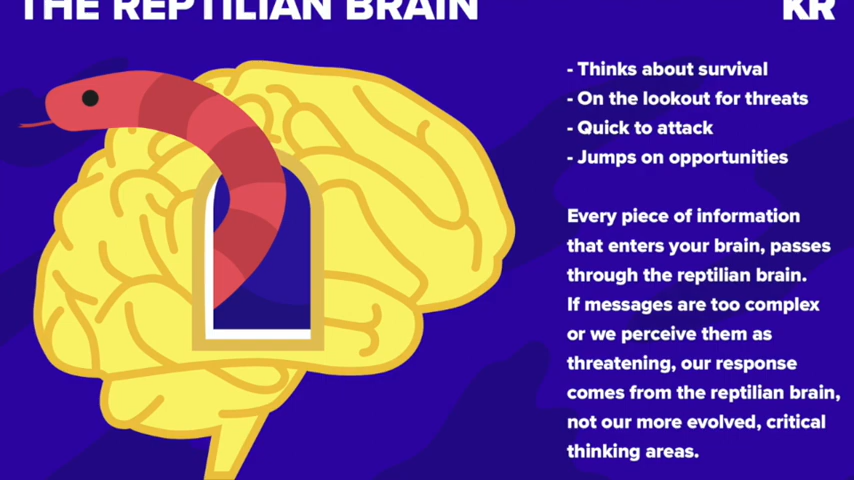 THE REPTILIAN BRAIN
KR
- Thinks about survival
- On the lookout for threats
- Quick to attack
- Jumps on opportunities
Every piece of information
that enters your brain, passes
through the reptilian brain.
If messages are too complex
or we perceive them as
threatening, our response
comes from the reptilian brain,
not our more evolved, critical
thinking areas.